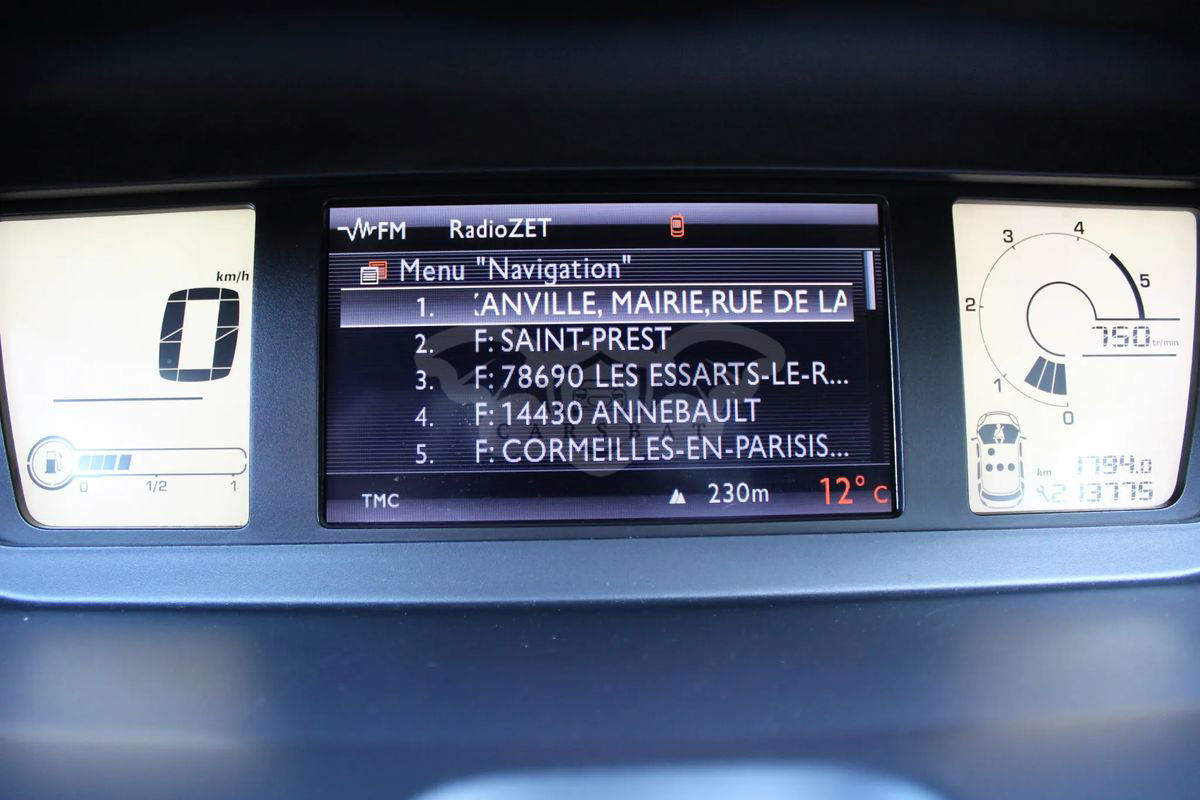 km/h
0
0 1/2 1
FM RadioZET
Menu "Navigation"
1. ANVILLE, MAIRIE,RUE DE LA
2. F: SAINT-PREST
3. F: 78690 LES ESSARTS-LE-R...
4. F: 14430 ANNEBAULT
5. F: CORMEILLES-EN-PARISIS...
CARSBAT
TMC 230m 12° C
0 1 2 3 4 5
750 tr/min
km 1794.0
213775